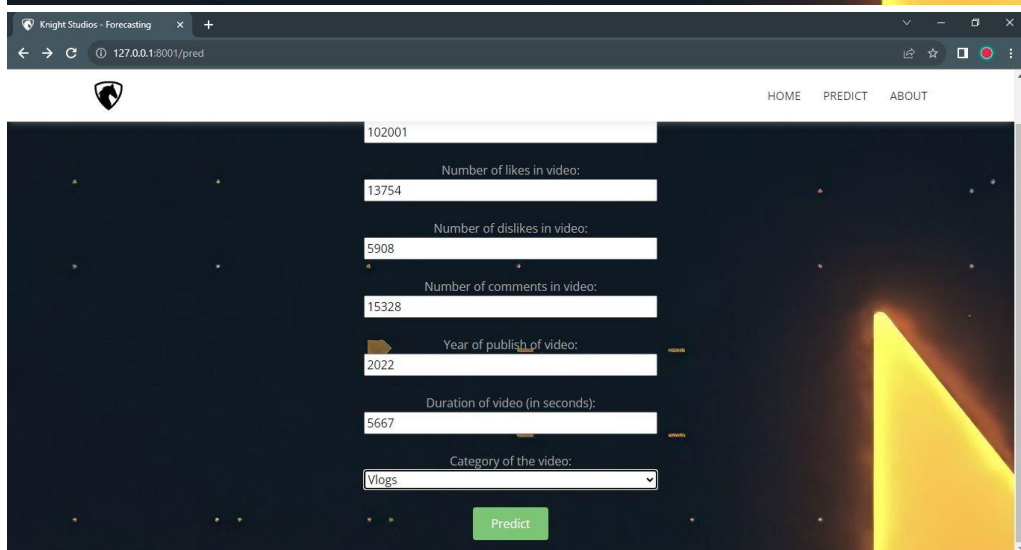 Knight Studios - Forecasting
127.0.0.1:8001/pred
HOME PREDICT ABOUT
102001
Number of likes in video:
13754
Number of dislikes in video:
5908
Number of comments in video:
15328
Year of publish of video:
2022
Duration of video (in seconds):
5667
Category of the video:
Vlogs
Predict